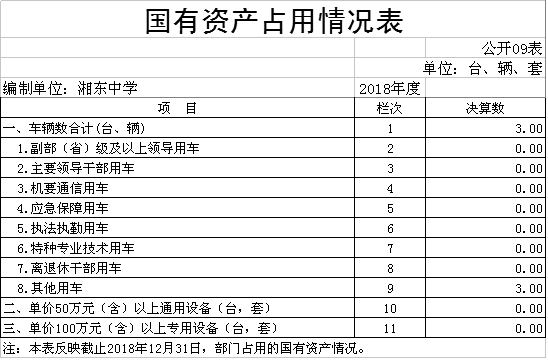 国有资产占用情况表
公开09表
单位：台、辆、套
编制单位：湘东中学 2018年度
项 目 栏次 决算数
一、车辆数合计(台、辆) 1 3.00
1.副部（省）级及以上领导用车 2 0.00
2.主要领导干部用车 3 0.00
3.机要通信用车 4 0.00
4.应急保障用车 5 0.00
5.执法执勤用车 6 0.00
6.特种专业技术用车 7 0.00
7.离退休干部用车 8 0.00
8.其他用车 9 3.00
二、单价50万元（含）以上通用设备（台，套） 10 0.00
三、单价100万元（含）以上专用设备（台，套） 11 0.00
注：本表反映截止2018年12月31日，部门占用的国有资产情况。